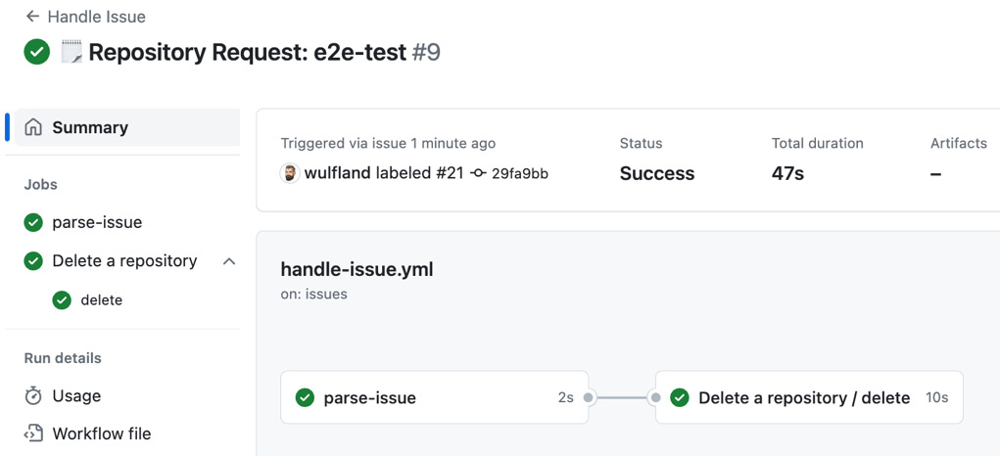 Handle Issue
Repository Request: e2e-test #9
Summary
Jobs
parse-issue
Delete a repository
delete
Run details
Usage
Workflow file
Triggered via issue 1 minute ago
wulfland labeled #21 29fa9bb
Status
Success
Total duration
47s
Artifacts
–
handle-issue.yml
on: issues
parse-issue 2s
Delete a repository / delete 10s